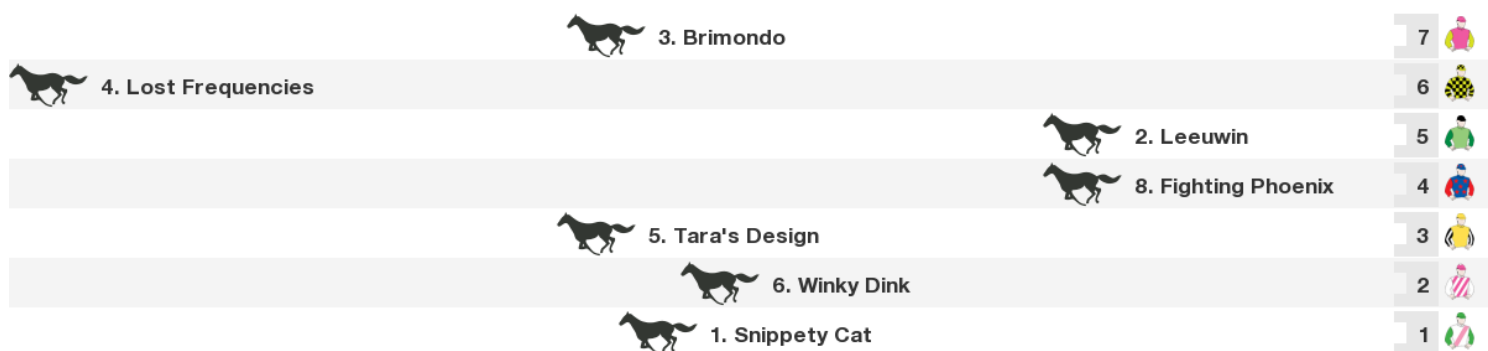 3. Brimondo 7
4. Lost Frequencies 6
2. Leeuwin 5
8. Fighting Phoenix 4
5. Tara's Design 3
6. Winky Dink 2
1. Snippety Cat 1